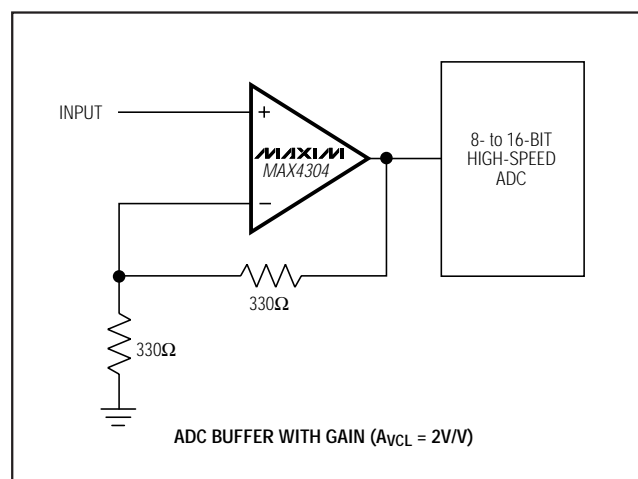 INPUT
+
MAXIM
MAX4304
−
8- to 16-BIT
HIGH-SPEED
ADC
330Ω
330Ω
ADC BUFFER WITH GAIN (AVCL = 2V/V)